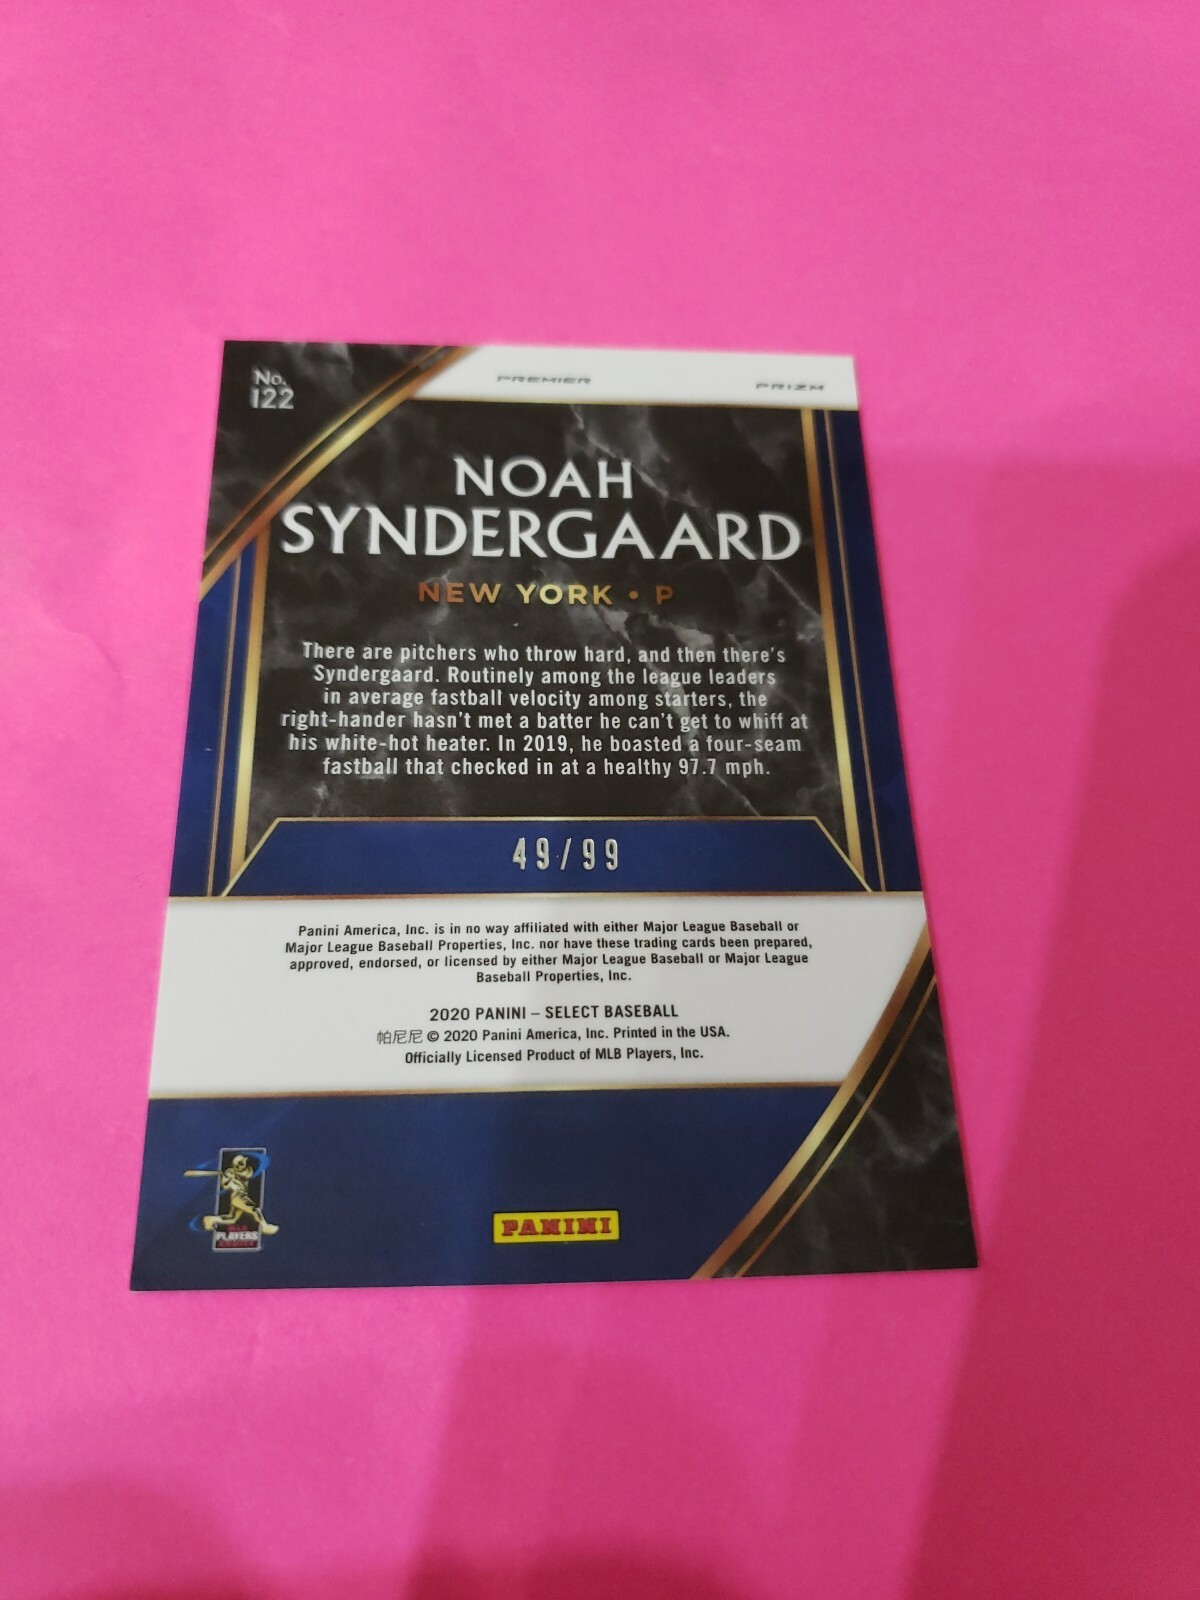 No.
122
PREMIER
PRIZM
NOAH
SYNDERGAARD
NEW YORK • P
There are pitchers who throw hard, and then there's
Syndergaard. Routinely among the league leaders
in average fastball velocity among starters, the
right-hander hasn't met a batter he can't get to whiff at
his white-hot heater. In 2019, he boasted a four-seam
fastball that checked in at a healthy 97.7 mph.
49/99
Panini America, Inc. is in no way affiliated with either Major League Baseball or
Major League Baseball Properties, Inc. nor have these trading cards been prepared,
approved, endorsed, or licensed by either Major League Baseball or Major League
Baseball Properties, Inc.
2020 PANINI – SELECT BASEBALL
帕尼尼 © 2020 Panini America, Inc. Printed in the USA.
Officially Licensed Product of MLB Players, Inc.
PLAYERS
PANINI